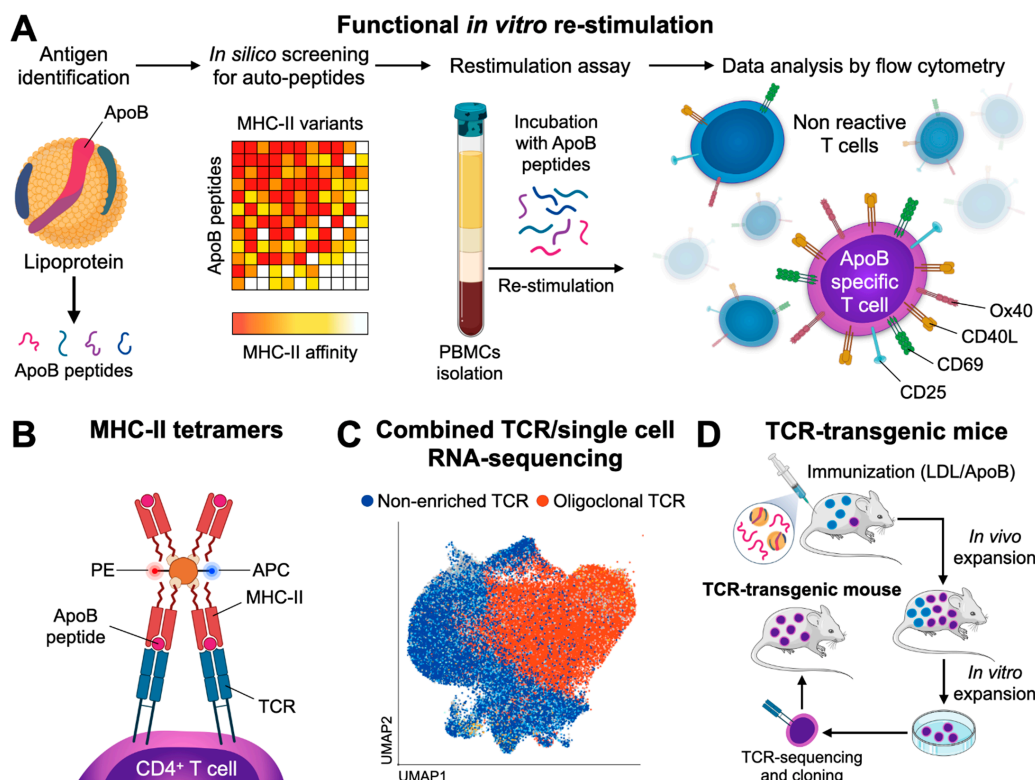 A
Functional in vitro re-stimulation
Antigen
identification
In silico screening
for auto-peptides
Restimulation assay
Data analysis by flow cytometry
ApoB
Lipoprotein
ApoB peptides
MHC-II variants
ApoB peptides
MHC-II affinity
PBMCs
isolation
Incubation
with ApoB
peptides
Re-stimulation
Non reactive
T cells
ApoB
specific
T cell
Ox40
CD40L
CD69
CD25
B
MHC-II tetramers
PE
APC
MHC-II
ApoB
peptide
TCR
CD4+ T cell
C
Combined TCR/single cell
RNA-sequencing
Non-enriched TCR
Oligoclonal TCR
UMAP2
UMAP1
D
TCR-transgenic mice
Immunization (LDL/ApoB)
In vivo
expansion
TCR-transgenic mouse
In vitro
expansion
TCR-sequencing
and cloning